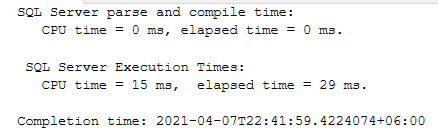 SQL Server parse and compile time:
CPU time = 0 ms, elapsed time = 0 ms.
SQL Server Execution Times:
CPU time = 15 ms,  elapsed time = 29 ms.
Completion time: 2021-04-07T22:41:59.4224074+06:00